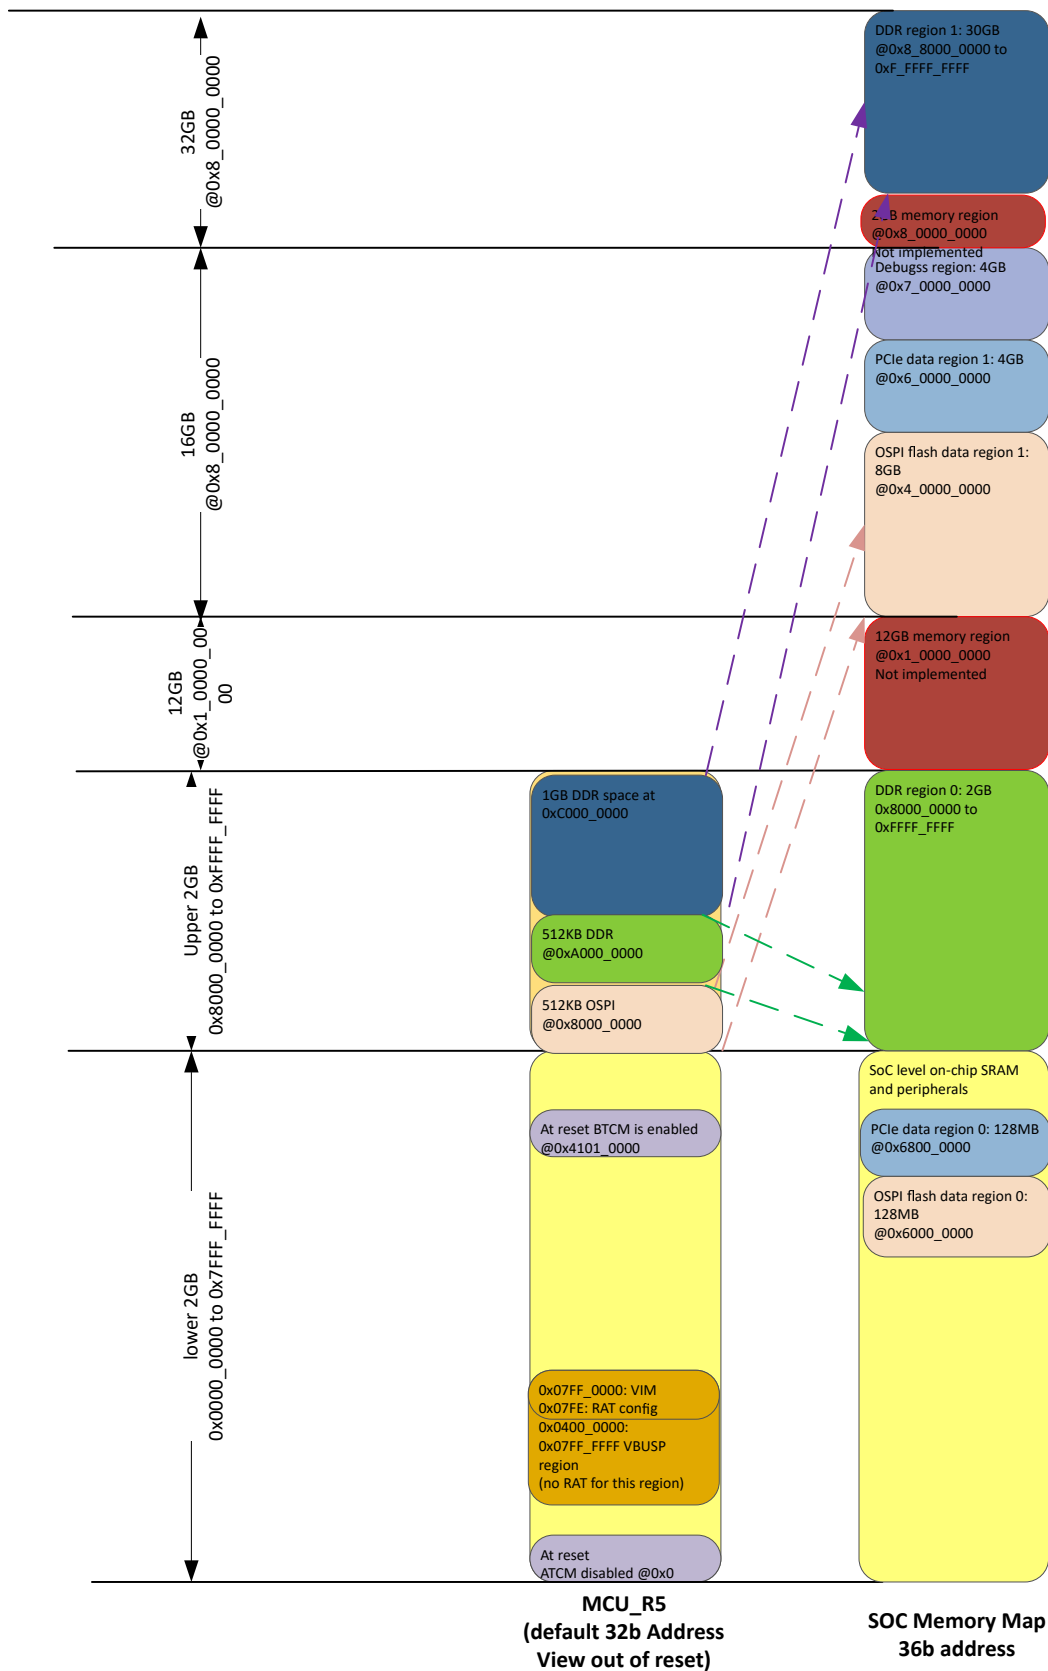 DDR region 1: 30GB
@0x8_8000_0000 to
0xF_FFFF_FFFF
32GB
@0x8_0000_0000
2GB memory region
@0x8_0000_0000
Not implemented
Debugss region: 4GB
@0x7_0000_0000
PCIe data region 1: 4GB
@0x6_0000_0000
16GB
@0x8_0000_0000
OSPI flash data region 1:
8GB
@0x4_0000_0000
12GB
@0x1_0000_00
00
12GB memory region
@0x1_0000_0000
Not implemented
Upper 2GB
0x8000_0000 to 0xFFFF_FFFF
1GB DDR space at
0xC000_0000
512KB DDR
@0xA000_0000
512KB OSPI
@0x8000_0000
DDR region 0: 2GB
0x8000_0000 to
0xFFFF_FFFF
lower 2GB
0x0000_0000 to 0x7FFF_FFFF
At reset BTCM is enabled
@0x4101_0000
0x07FF_0000: VIM
0x07FE: RAT config
0x0400_0000:
0x07FF_FFFF VBUSP
region
(no RAT for this region)
At reset
ATCM disabled @0x0
SoC level on-chip SRAM
and peripherals
PCIe data region 0: 128MB
@0x6800_0000
OSPI flash data region 0:
128MB
@0x6000_0000
MCU_R5
(default 32b Address
View out of reset)
SOC Memory Map
36b address